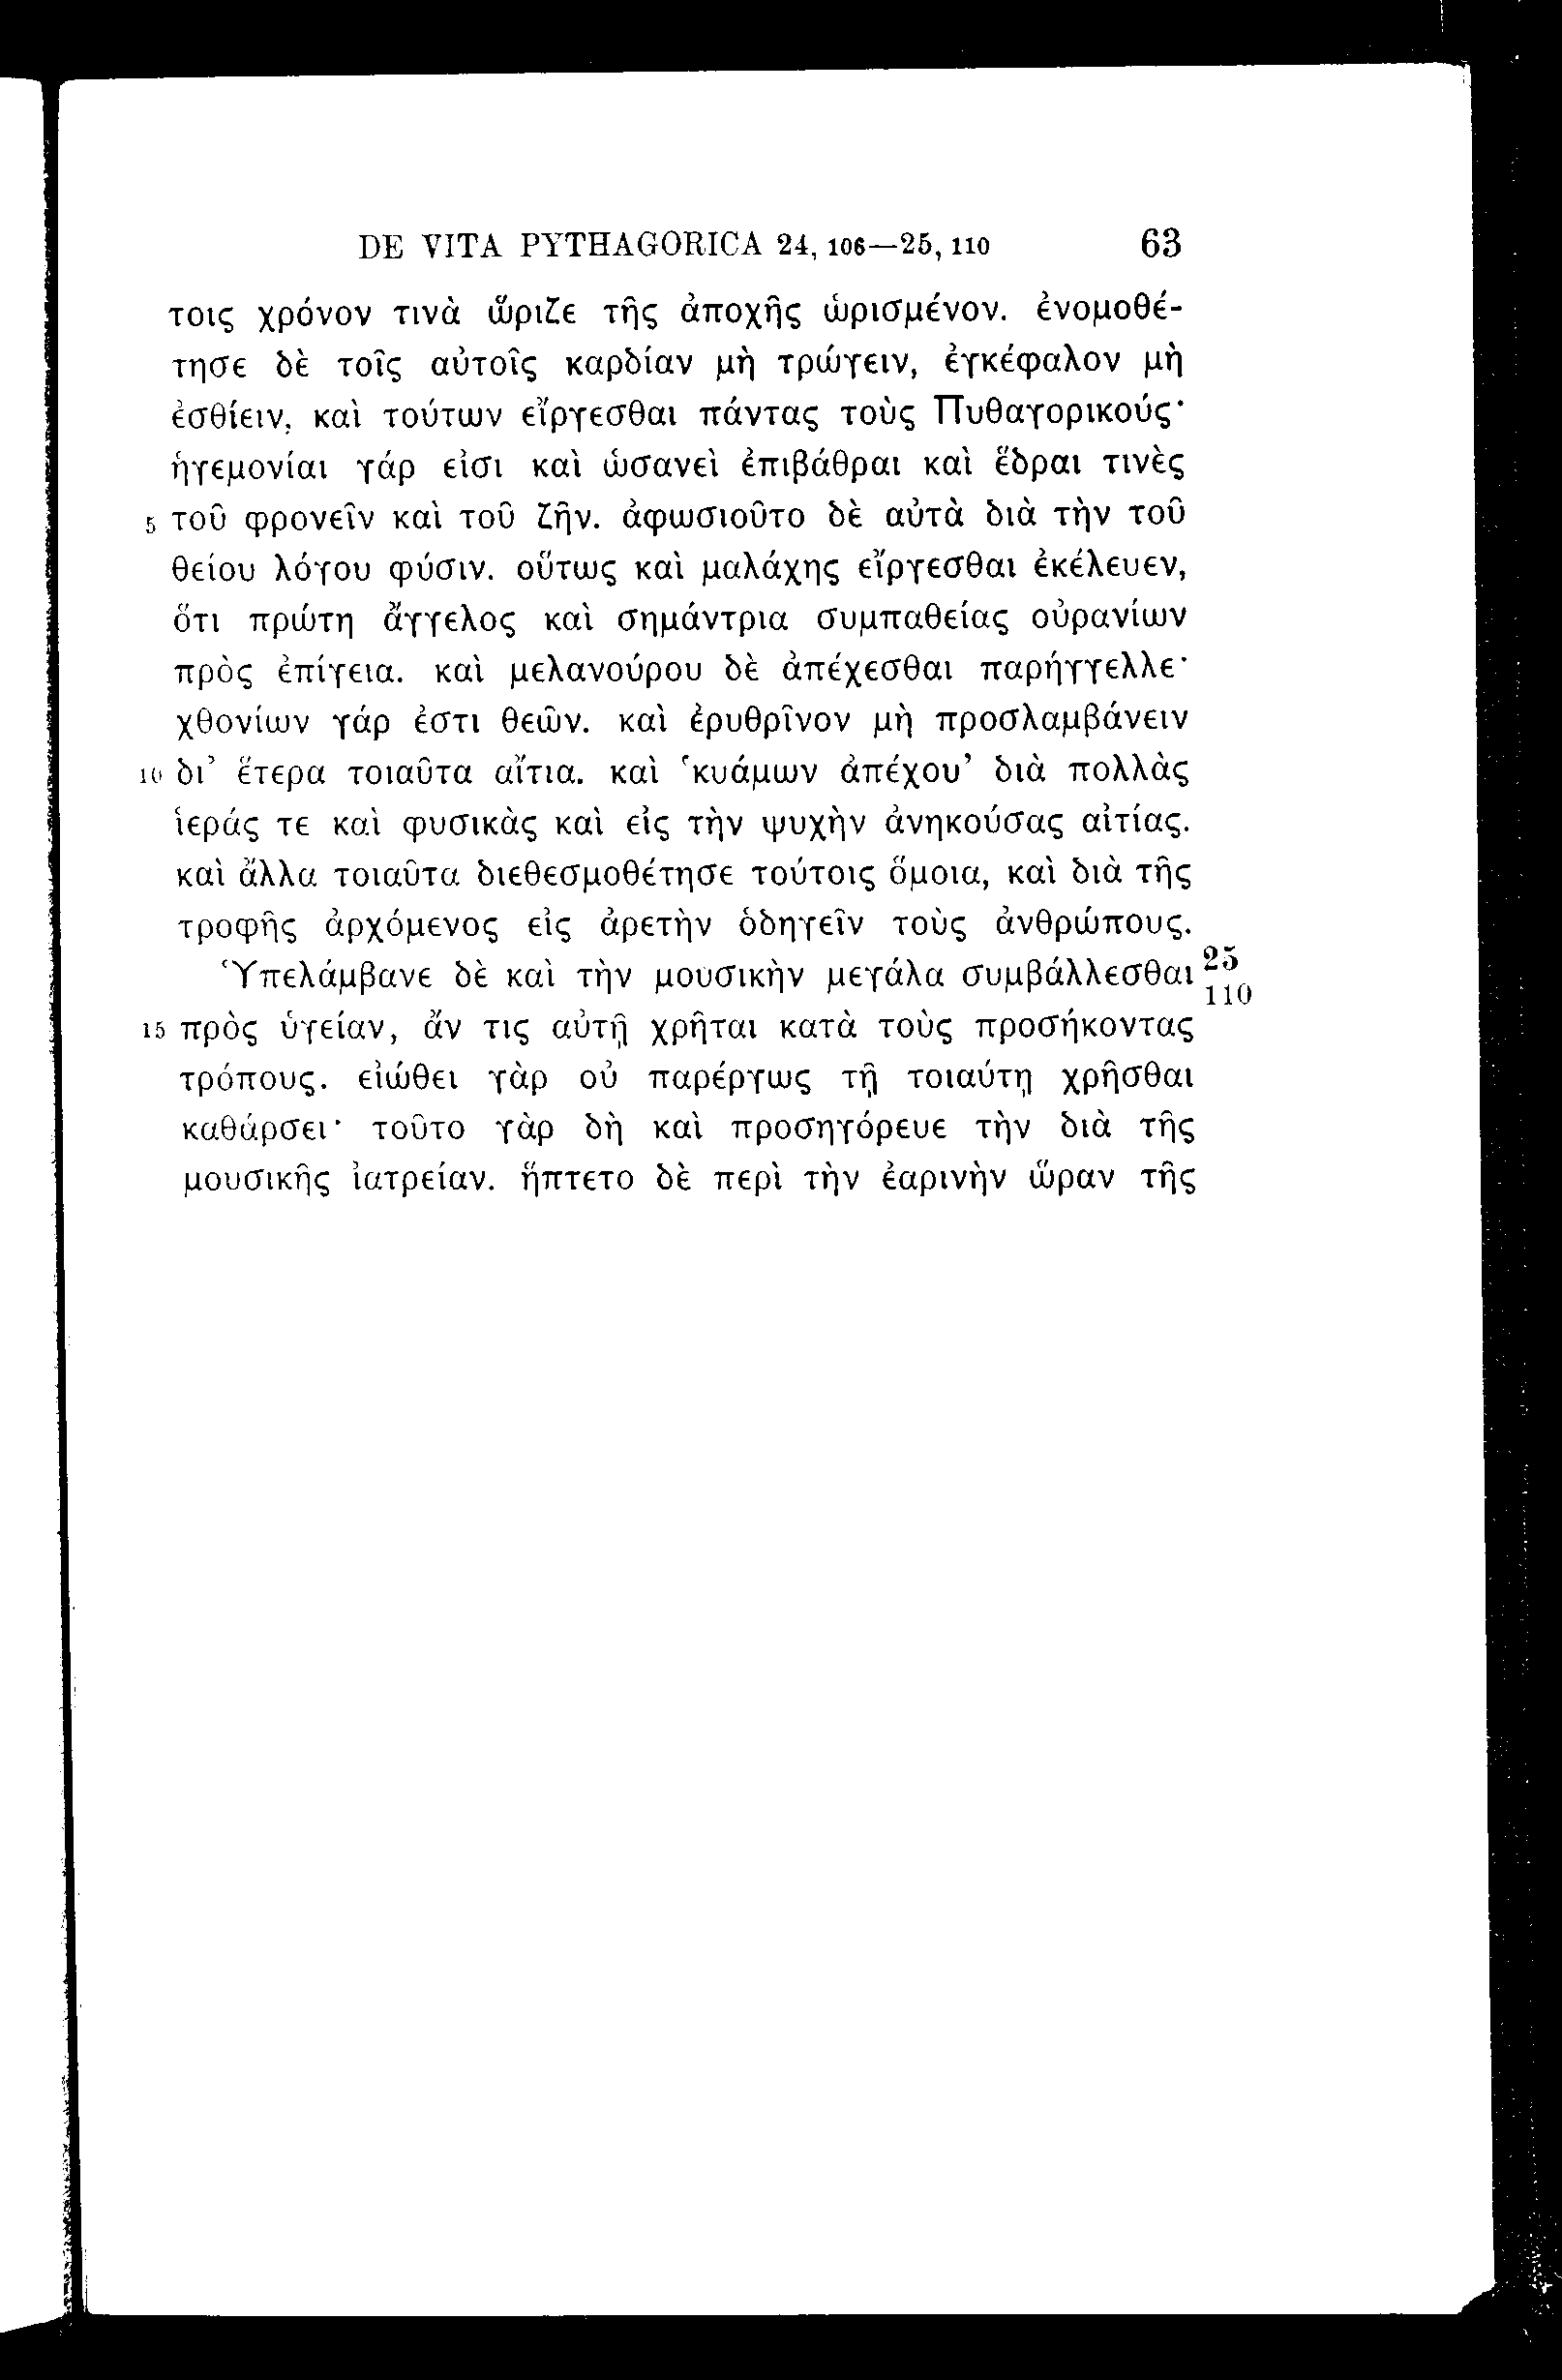 DE VITA PYTHAGORICA 24, 106—25, 110 63
τοις χρόνον τινὰ ὥριζε τῆς ἀποχῆς ὡρισμένον. ἐνομοθέ-
τησε δὲ τοῖς αὐτοῖς καρδίαν μὴ τρώγειν, ἐγκέφαλον μὴ
ἐσθίειν, καὶ τούτων εἴργεσθαι πάντας τοὺς Πυθαγορικούς·
ἡγεμονίαι γάρ εἰσι καὶ ὡσανεὶ ἐπιβάθραι καὶ ἕδραι τινὲς
5 τοῦ φρονεῖν καὶ τοῦ ζῆν. ἀφωσιοῦτο δὲ αὐτὰ διὰ τὴν τοῦ
θείου λόγου φύσιν. οὕτως καὶ μαλάχης εἴργεσθαι ἐκέλευεν,
ὅτι πρώτη ἄγγελος καὶ σημάντρια συμπαθείας οὐρανίων
πρὸς ἐπίγεια. καὶ μελανούρου δὲ ἀπέχεσθαι παρήγγελλε·
χθονίων γάρ ἐστι θεῶν. καὶ ἐρυθρῖνον μὴ προσλαμβάνειν
10 δι’ ἕτερα τοιαῦτα αἴτια. καὶ ‘κυάμων ἀπέχου’ διὰ πολλὰς
ἱεράς τε καὶ φυσικὰς καὶ εἰς τὴν ψυχὴν ἀνηκούσας αἰτίας.
καὶ ἄλλα τοιαῦτα διεθεσμοθέτησε τούτοις ὅμοια, καὶ διὰ τῆς
τροφῆς ἀρχόμενος εἰς ἀρετὴν ὁδηγεῖν τοὺς ἀνθρώπους.
Ὑπελάμβανε δὲ καὶ τὴν μουσικὴν μεγάλα συμβάλλεσθαι 25
110
15 πρὸς ὑγείαν, ἄν τις αὐτῇ χρῆται κατὰ τοὺς προσήκοντας
τρόπους. εἰώθει γὰρ οὐ παρέργως τῇ τοιαύτῃ χρῆσθαι
καθάρσει· τοῦτο γὰρ δὴ καὶ προσηγόρευε τὴν διὰ τῆς
μουσικῆς ἰατρείαν. ἥπτετο δὲ περὶ τὴν ἐαρινὴν ὥραν τῆς